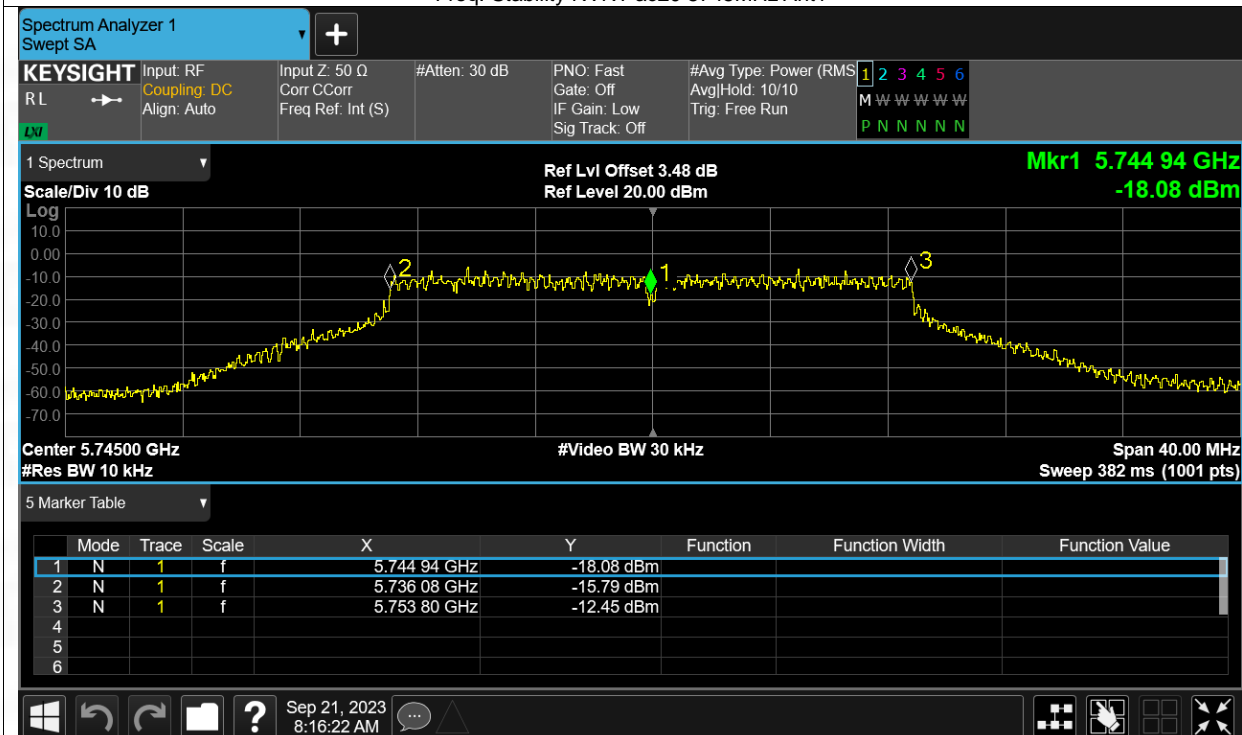 Spectrum Analyzer 1
Swept SA
KEYSIGHT
RL
LXI
Input: RF
Coupling: DC
Align: Auto
Input Z: 50 Ω
Corr CCorr
Freq Ref: Int (S)
#Atten: 30 dB
PNO: Fast
Gate: Off
IF Gain: Low
Sig Track: Off
#Avg Type: Power (RMS
Avg|Hold: 10/10
Trig: Free Run
1 2 3 4 5 6
M W W W W W
P N N N N N
1 Spectrum
Scale/Div 10 dB
Ref Lvl Offset 3.48 dB
Ref Level 20.00 dBm
Mkr1 5.744 94 GHz
-18.08 dBm
Log
10.0
0.00
-10.0
-20.0
-30.0
-40.0
-50.0
-60.0
-70.0
2
1
3
Center 5.74500 GHz
#Res BW 10 kHz
#Video BW 30 kHz
Span 40.00 MHz
Sweep 382 ms (1001 pts)
5 Marker Table
Mode Trace Scale X Y Function Function Width Function Value
1 N 1 f 5.744 94 GHz -18.08 dBm
2 N 1 f 5.736 08 GHz -15.79 dBm
3 N 1 f 5.753 80 GHz -12.45 dBm
4
5
6
?
Sep 21, 2023
8:16:22 AM